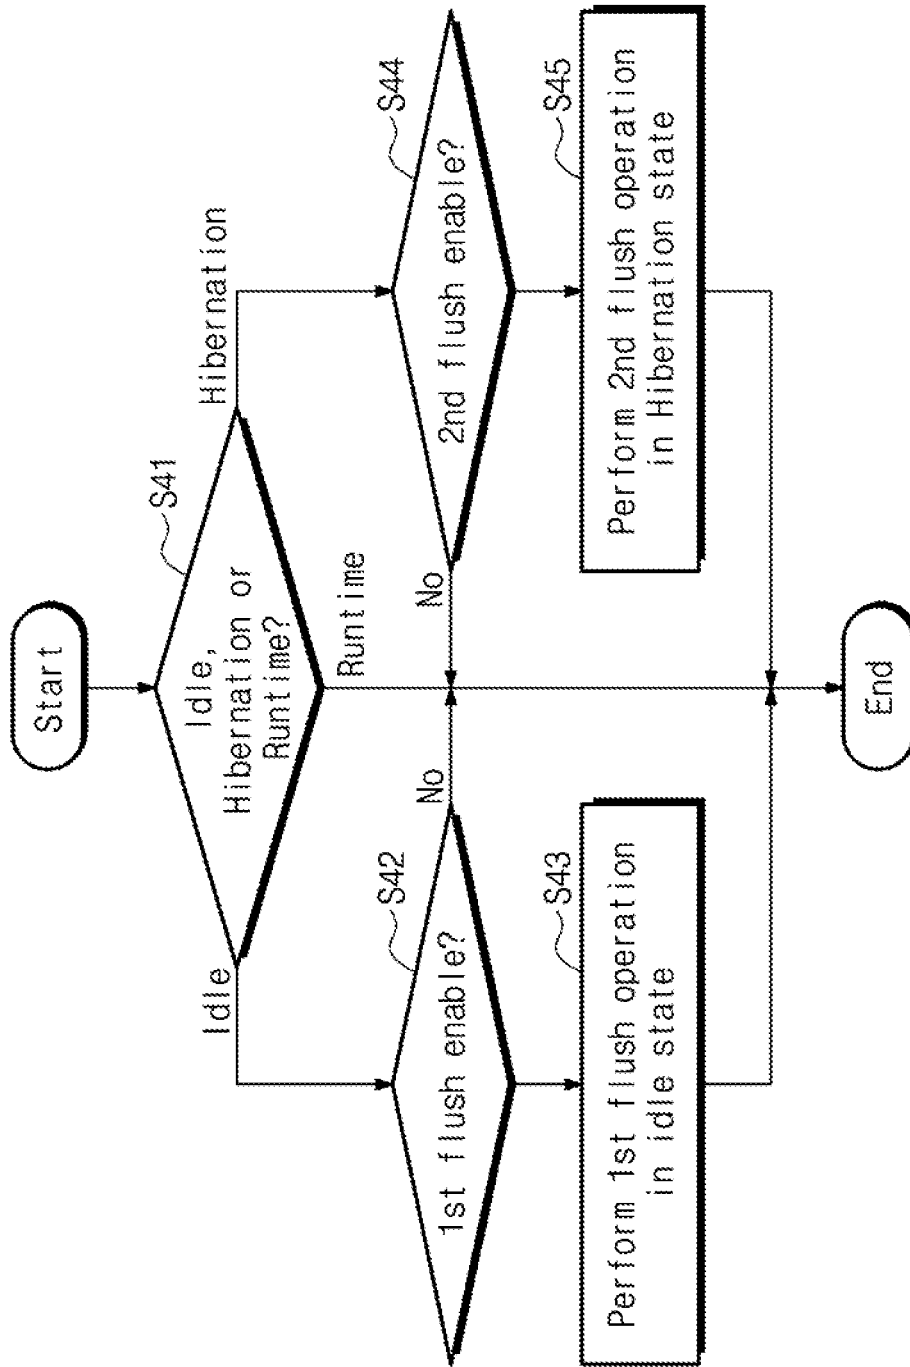 Start
S41
Idle,
Hibernation or
Runtime?
Idle
Runtime
Hibernation
S42
1st flush enable?
No
S44
2nd flush enable?
No
S43
Perform 1st flush operation
in idle state
S45
Perform 2nd flush operation
in Hibernation state
End